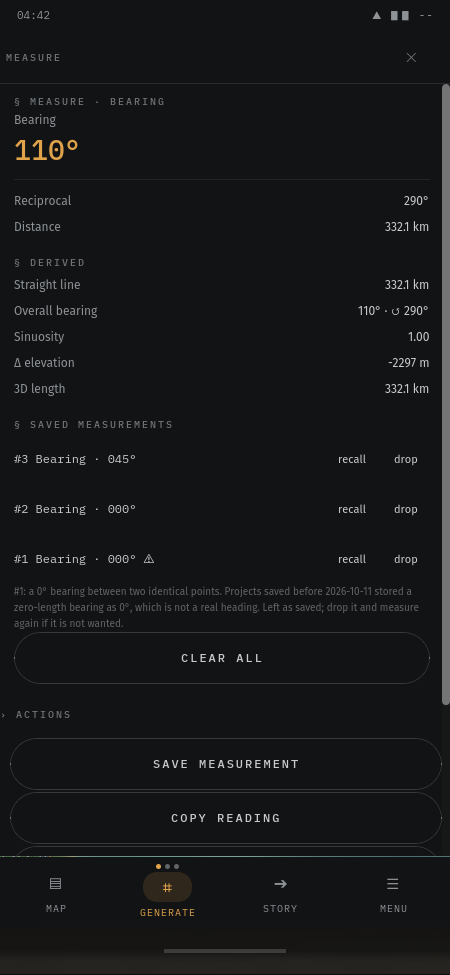 04:42
MEASURE
§ MEASURE · BEARING
Bearing
110°
Reciprocal 290°
Distance 332.1 km
§ DERIVED
Straight line 332.1 km
Overall bearing 110° · ↺ 290°
Sinuosity 1.00
Δ elevation -2297 m
3D length 332.1 km
§ SAVED MEASUREMENTS
#3 Bearing · 045° recall drop
#2 Bearing · 000° recall drop
#1 Bearing · 000° ⚠ recall drop
#1: a 0° bearing between two identical points. Projects saved before 2026-10-11 stored a
zero-length bearing as 0°, which is not a real heading. Left as saved; drop it and measure
again if it is not wanted.
CLEAR ALL
› ACTIONS
SAVE MEASUREMENT
COPY READING
MAP GENERATE STORY MENU